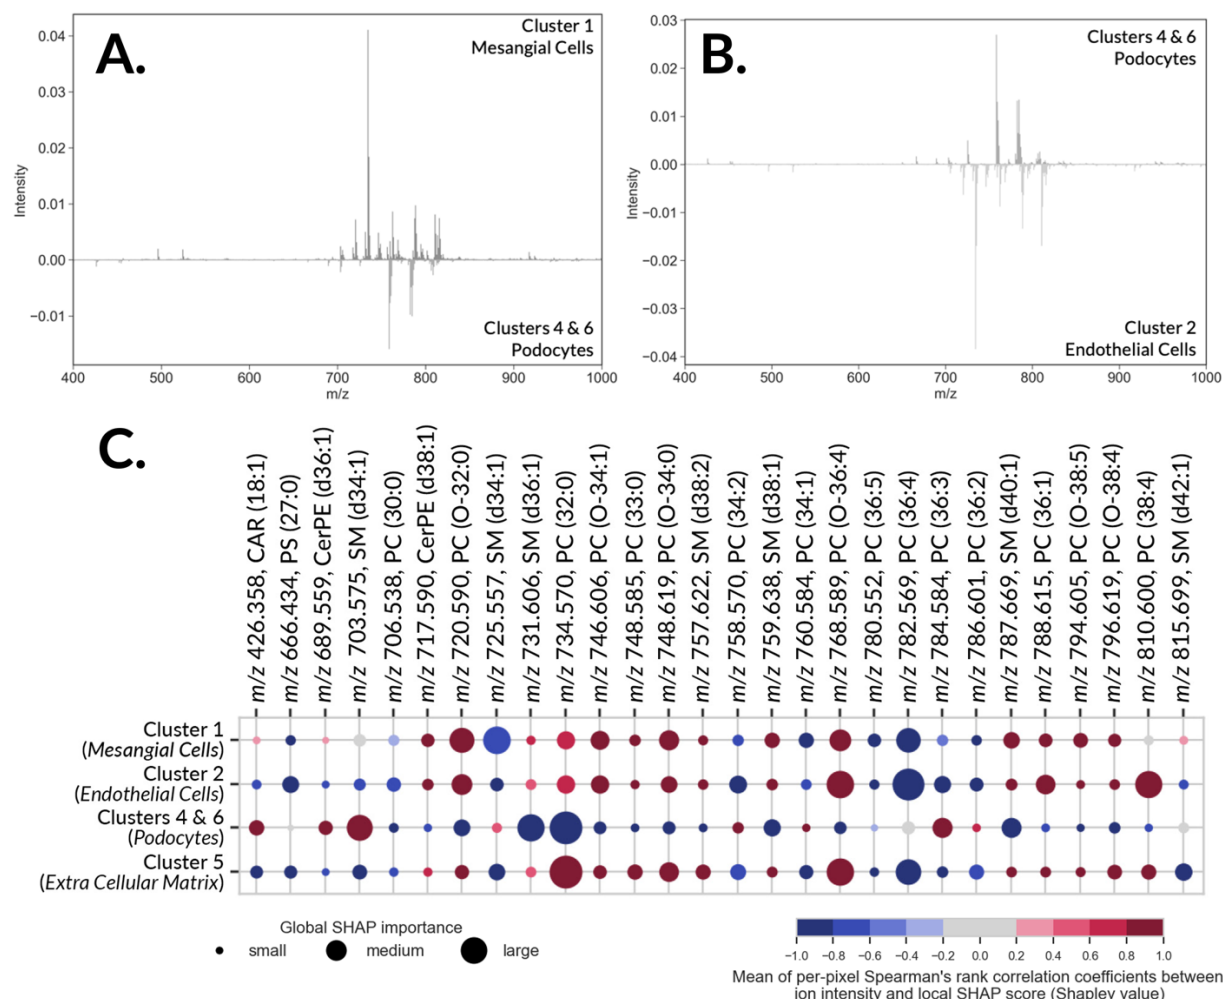 A.
Cluster 1
Mesangial Cells
Clusters 4 & 6
Podocytes
Intensity
0.04
0.03
0.02
0.01
0.00
−0.01
400
500
600
700
800
900
1000
m/z
B.
Clusters 4 & 6
Podocytes
Cluster 2
Endothelial Cells
Intensity
0.03
0.02
0.01
0.00
−0.01
−0.02
−0.03
−0.04
400
500
600
700
800
900
1000
m/z
C.
m/z 426.358, CAR (18:1)
m/z 666.434, PS (27:0)
m/z 689.559, CerPE (d36:1)
m/z 703.575, SM (d34:1)
m/z 706.538, PC (30:0)
m/z 717.590, CerPE (d38:1)
m/z 720.590, PC (O-32:0)
m/z 725.557, SM (d34:1)
m/z 731.606, SM (d36:1)
m/z 734.570, PC (32:0)
m/z 746.606, PC (O-34:1)
m/z 748.585, PC (33:0)
m/z 748.619, PC (O-34:0)
m/z 757.622, SM (d38:2)
m/z 758.570, PC (34:2)
m/z 759.638, SM (d38:1)
m/z 760.584, PC (34:1)
m/z 768.589, PC (O-36:4)
m/z 780.552, PC (36:5)
m/z 782.569, PC (36:4)
m/z 784.584, PC (36:3)
m/z 786.601, PC (36:2)
m/z 787.669, SM (d40:1)
m/z 788.615, PC (36:1)
m/z 794.605, PC (O-38:5)
m/z 796.619, PC (O-38:4)
m/z 810.600, PC (38:4)
m/z 815.699, SM (d42:1)
Cluster 1
(Mesangial Cells)
Cluster 2
(Endothelial Cells)
Clusters 4 & 6
(Podocytes)
Cluster 5
(Extra Cellular Matrix)
Global SHAP importance
small
medium
large
−1.0 −0.8 −0.6 −0.4 −0.2 0.2 0.4 0.6 0.8 1.0
Mean of per-pixel Spearman's rank correlation coefficients between
ion intensity and local SHAP score (Shapley value)